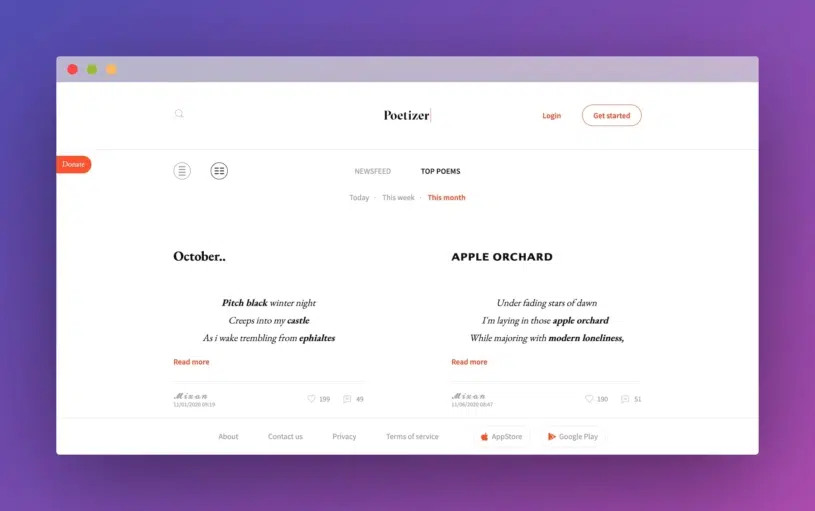 Poetizer
Login
Get started
Donate
NEWSFEED
TOP POEMS
Today · This week · This month
October..
Pitch black winter night
Creeps into my castle
As i wake trembling from ephialtes
Read more
Mizan
11/01/2020 09:19
199
49
APPLE ORCHARD
Under fading stars of dawn
I'm laying in those apple orchard
While majoring with modern loneliness,
Read more
Mizan
11/06/2020 08:47
190
51
About
Contact us
Privacy
Terms of service
AppStore
Google Play